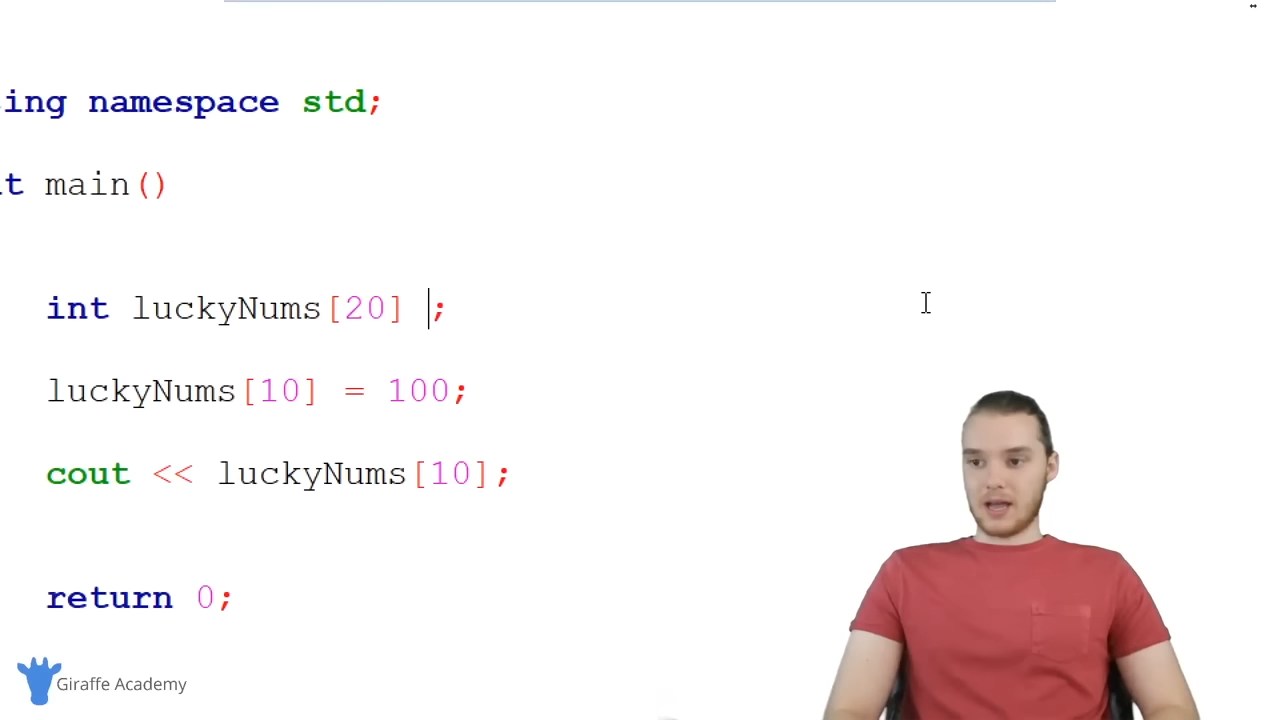 ing namespace std;
t main()
int luckyNums[20] ;
luckyNums[10] = 100;
cout << luckyNums[10];
return 0;
Giraffe Academy